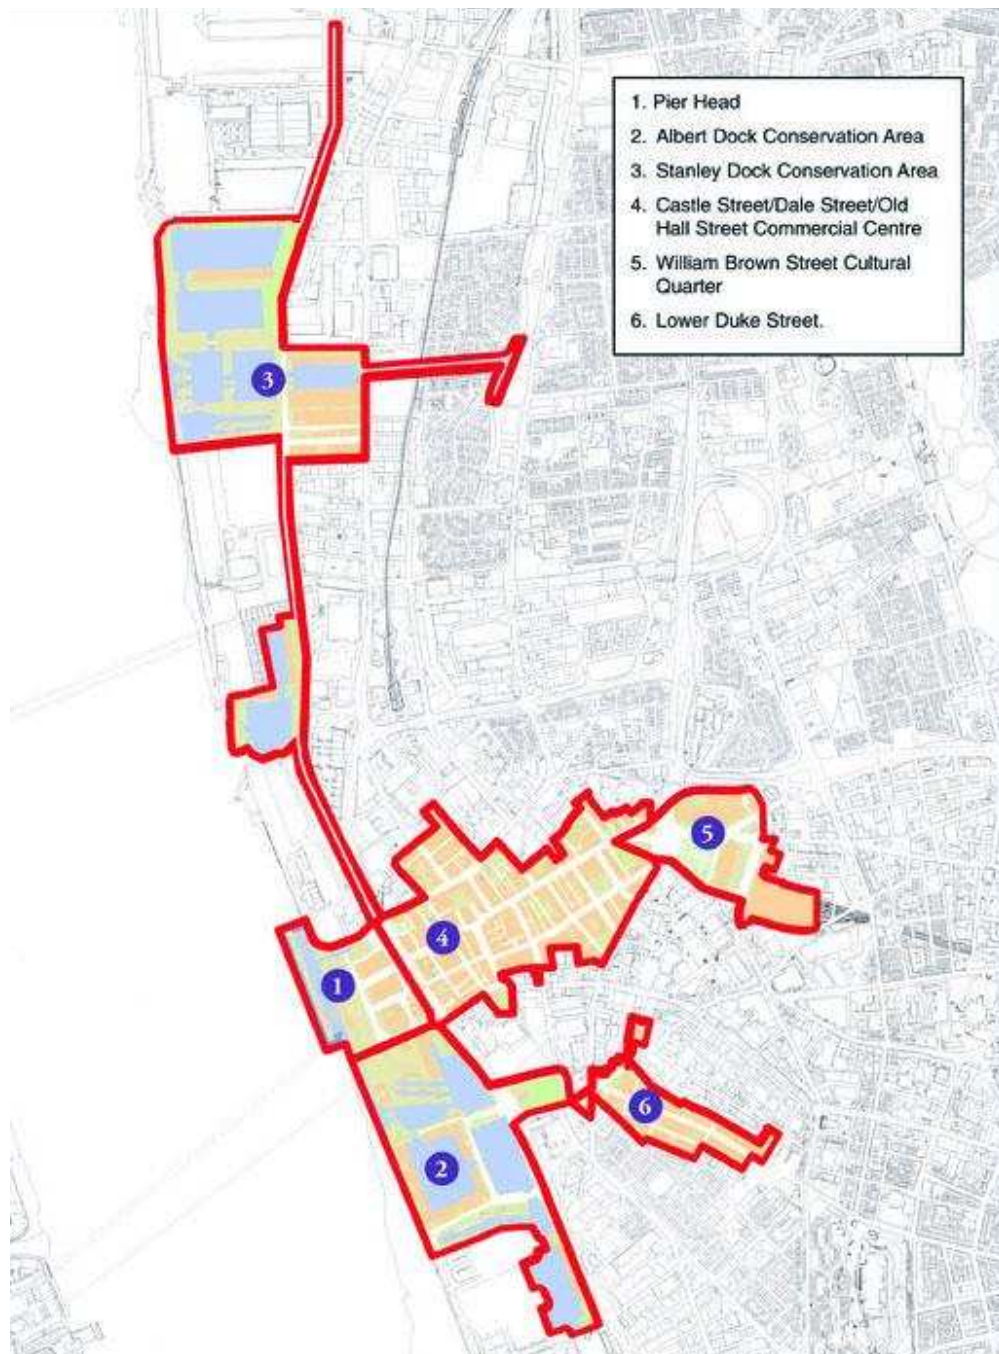 1. Pier Head
2. Albert Dock Conservation Area
3. Stanley Dock Conservation Area
4. Castle Street/Dale Street/Old
Hall Street Commercial Centre
5. William Brown Street Cultural
Quarter
6. Lower Duke Street.
3
5
4
1
6
2